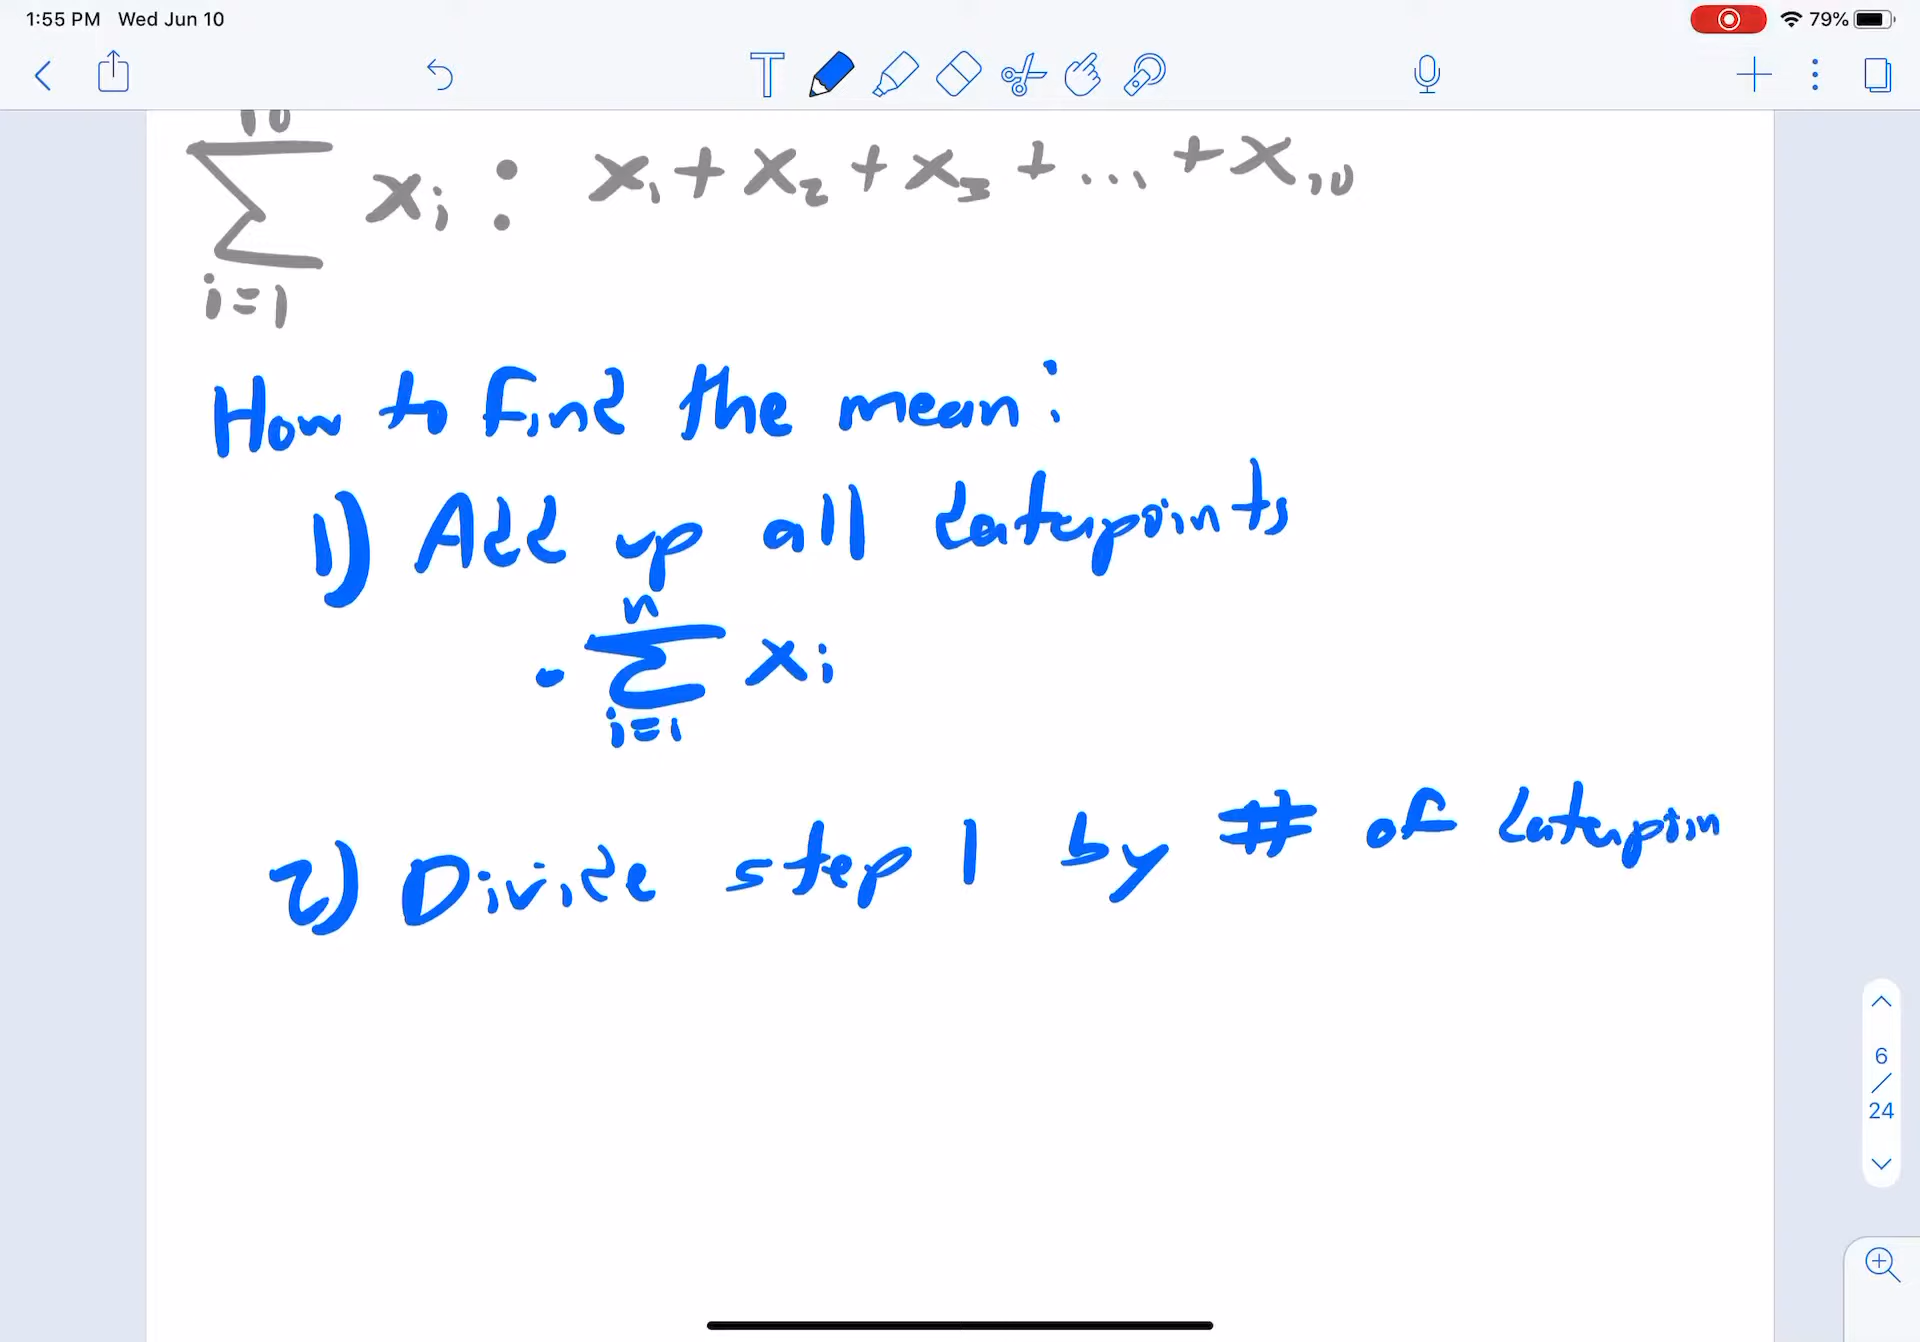 1:55 PM Wed Jun 10 79%
10
∑ xᵢ : x₁ + x₂ + x₃ + ... + x₁₀
i=1
How to find the mean:
1) Add up all datapoints
n
- ∑ xᵢ
i=1
2) Divide step 1 by # of datapoin
6
/
24